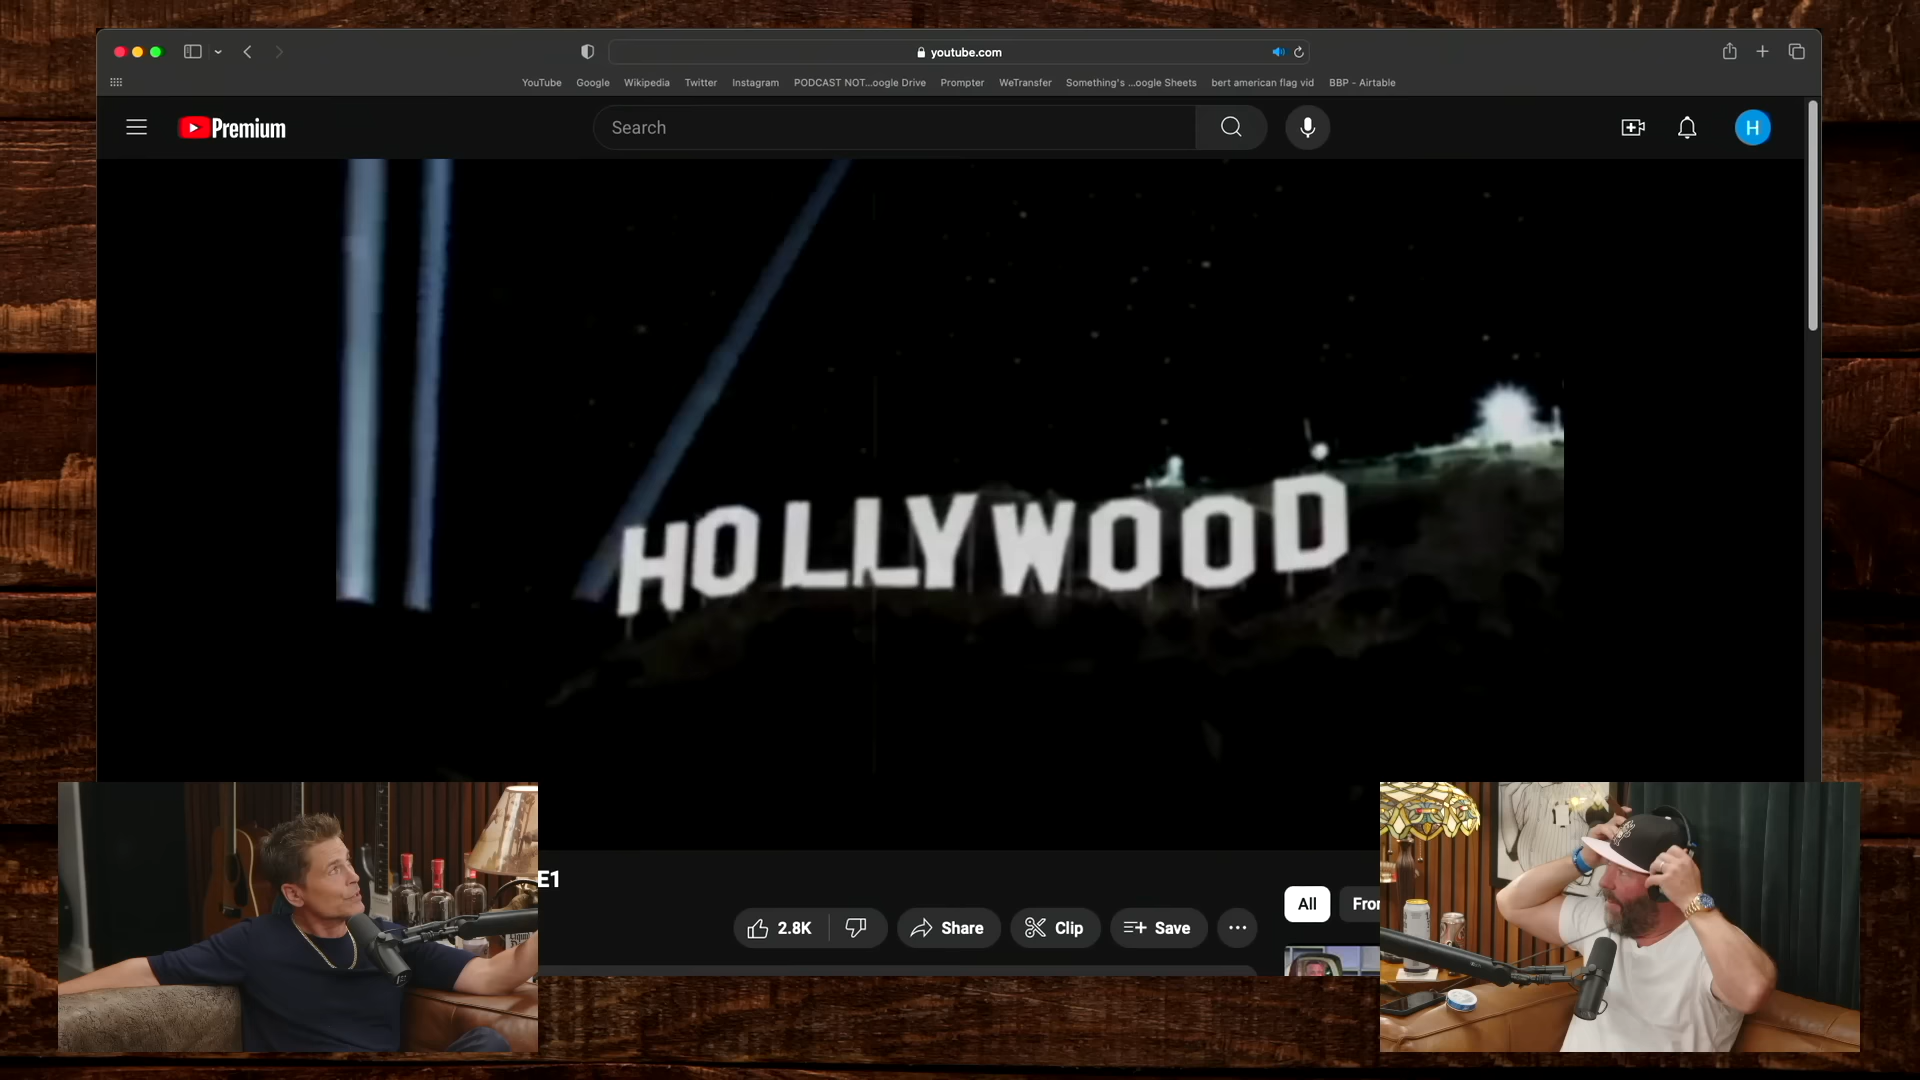 youtube.com
YouTube Google Wikipedia Twitter Instagram PODCAST NOT...oogle Drive Prompter WeTransfer Something's ...oogle Sheets bert american flag vid BBP - Airtable
Premium Search H
HOLLYWOOD
E1
2.8K Share Clip Save
All Fror